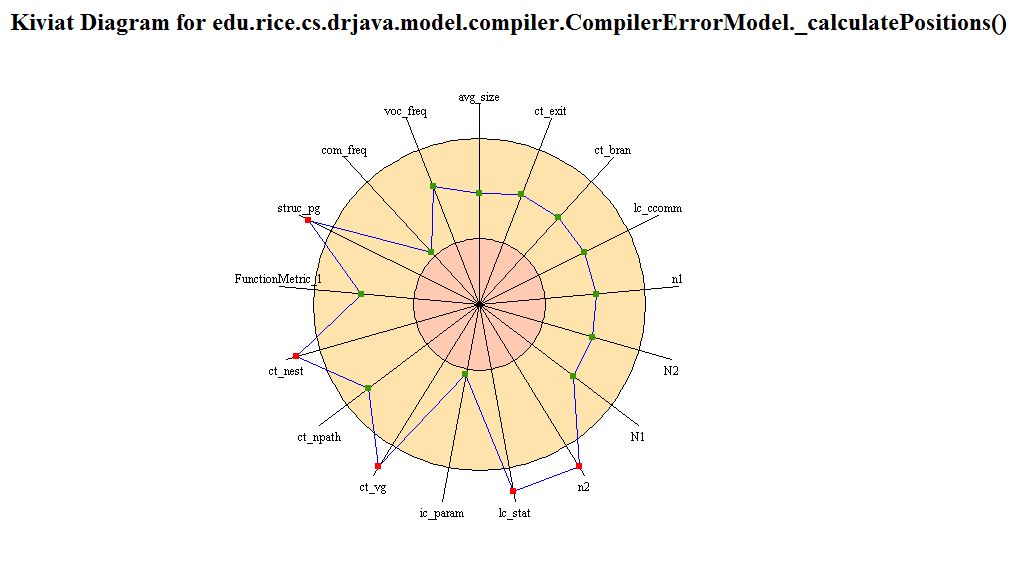 Kiviat Diagram for edu.rice.cs.drjava.model.compiler.CompilerErrorModel._calculatePositions()
avg_size
voc_freq
ct_exit
com_freq
ct_bran
struc_pg
lc_ccomm
FunctionMetric_1
n1
ct_nest
N2
ct_npath
N1
ct_vg
n2
ic_param
lc_stat